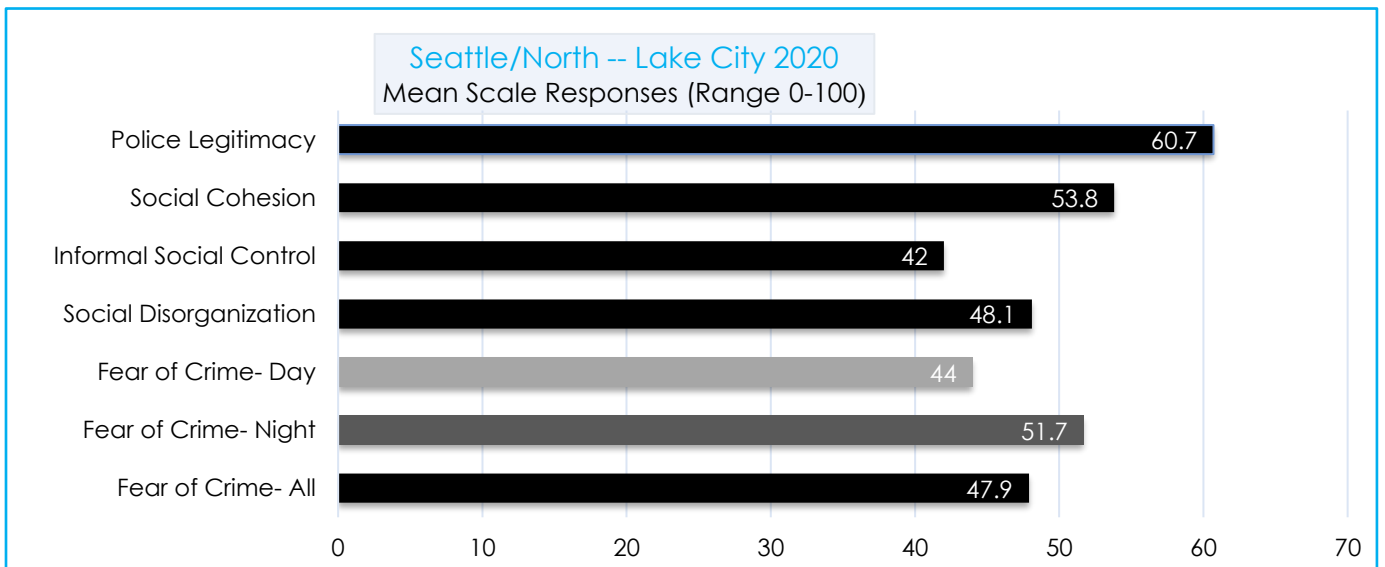 Seattle/North -- Lake City 2020
Mean Scale Responses (Range 0-100)
Police Legitimacy 60.7
Social Cohesion 53.8
Informal Social Control 42
Social Disorganization 48.1
Fear of Crime- Day 44
Fear of Crime- Night 51.7
Fear of Crime- All 47.9
0 10 20 30 40 50 60 70